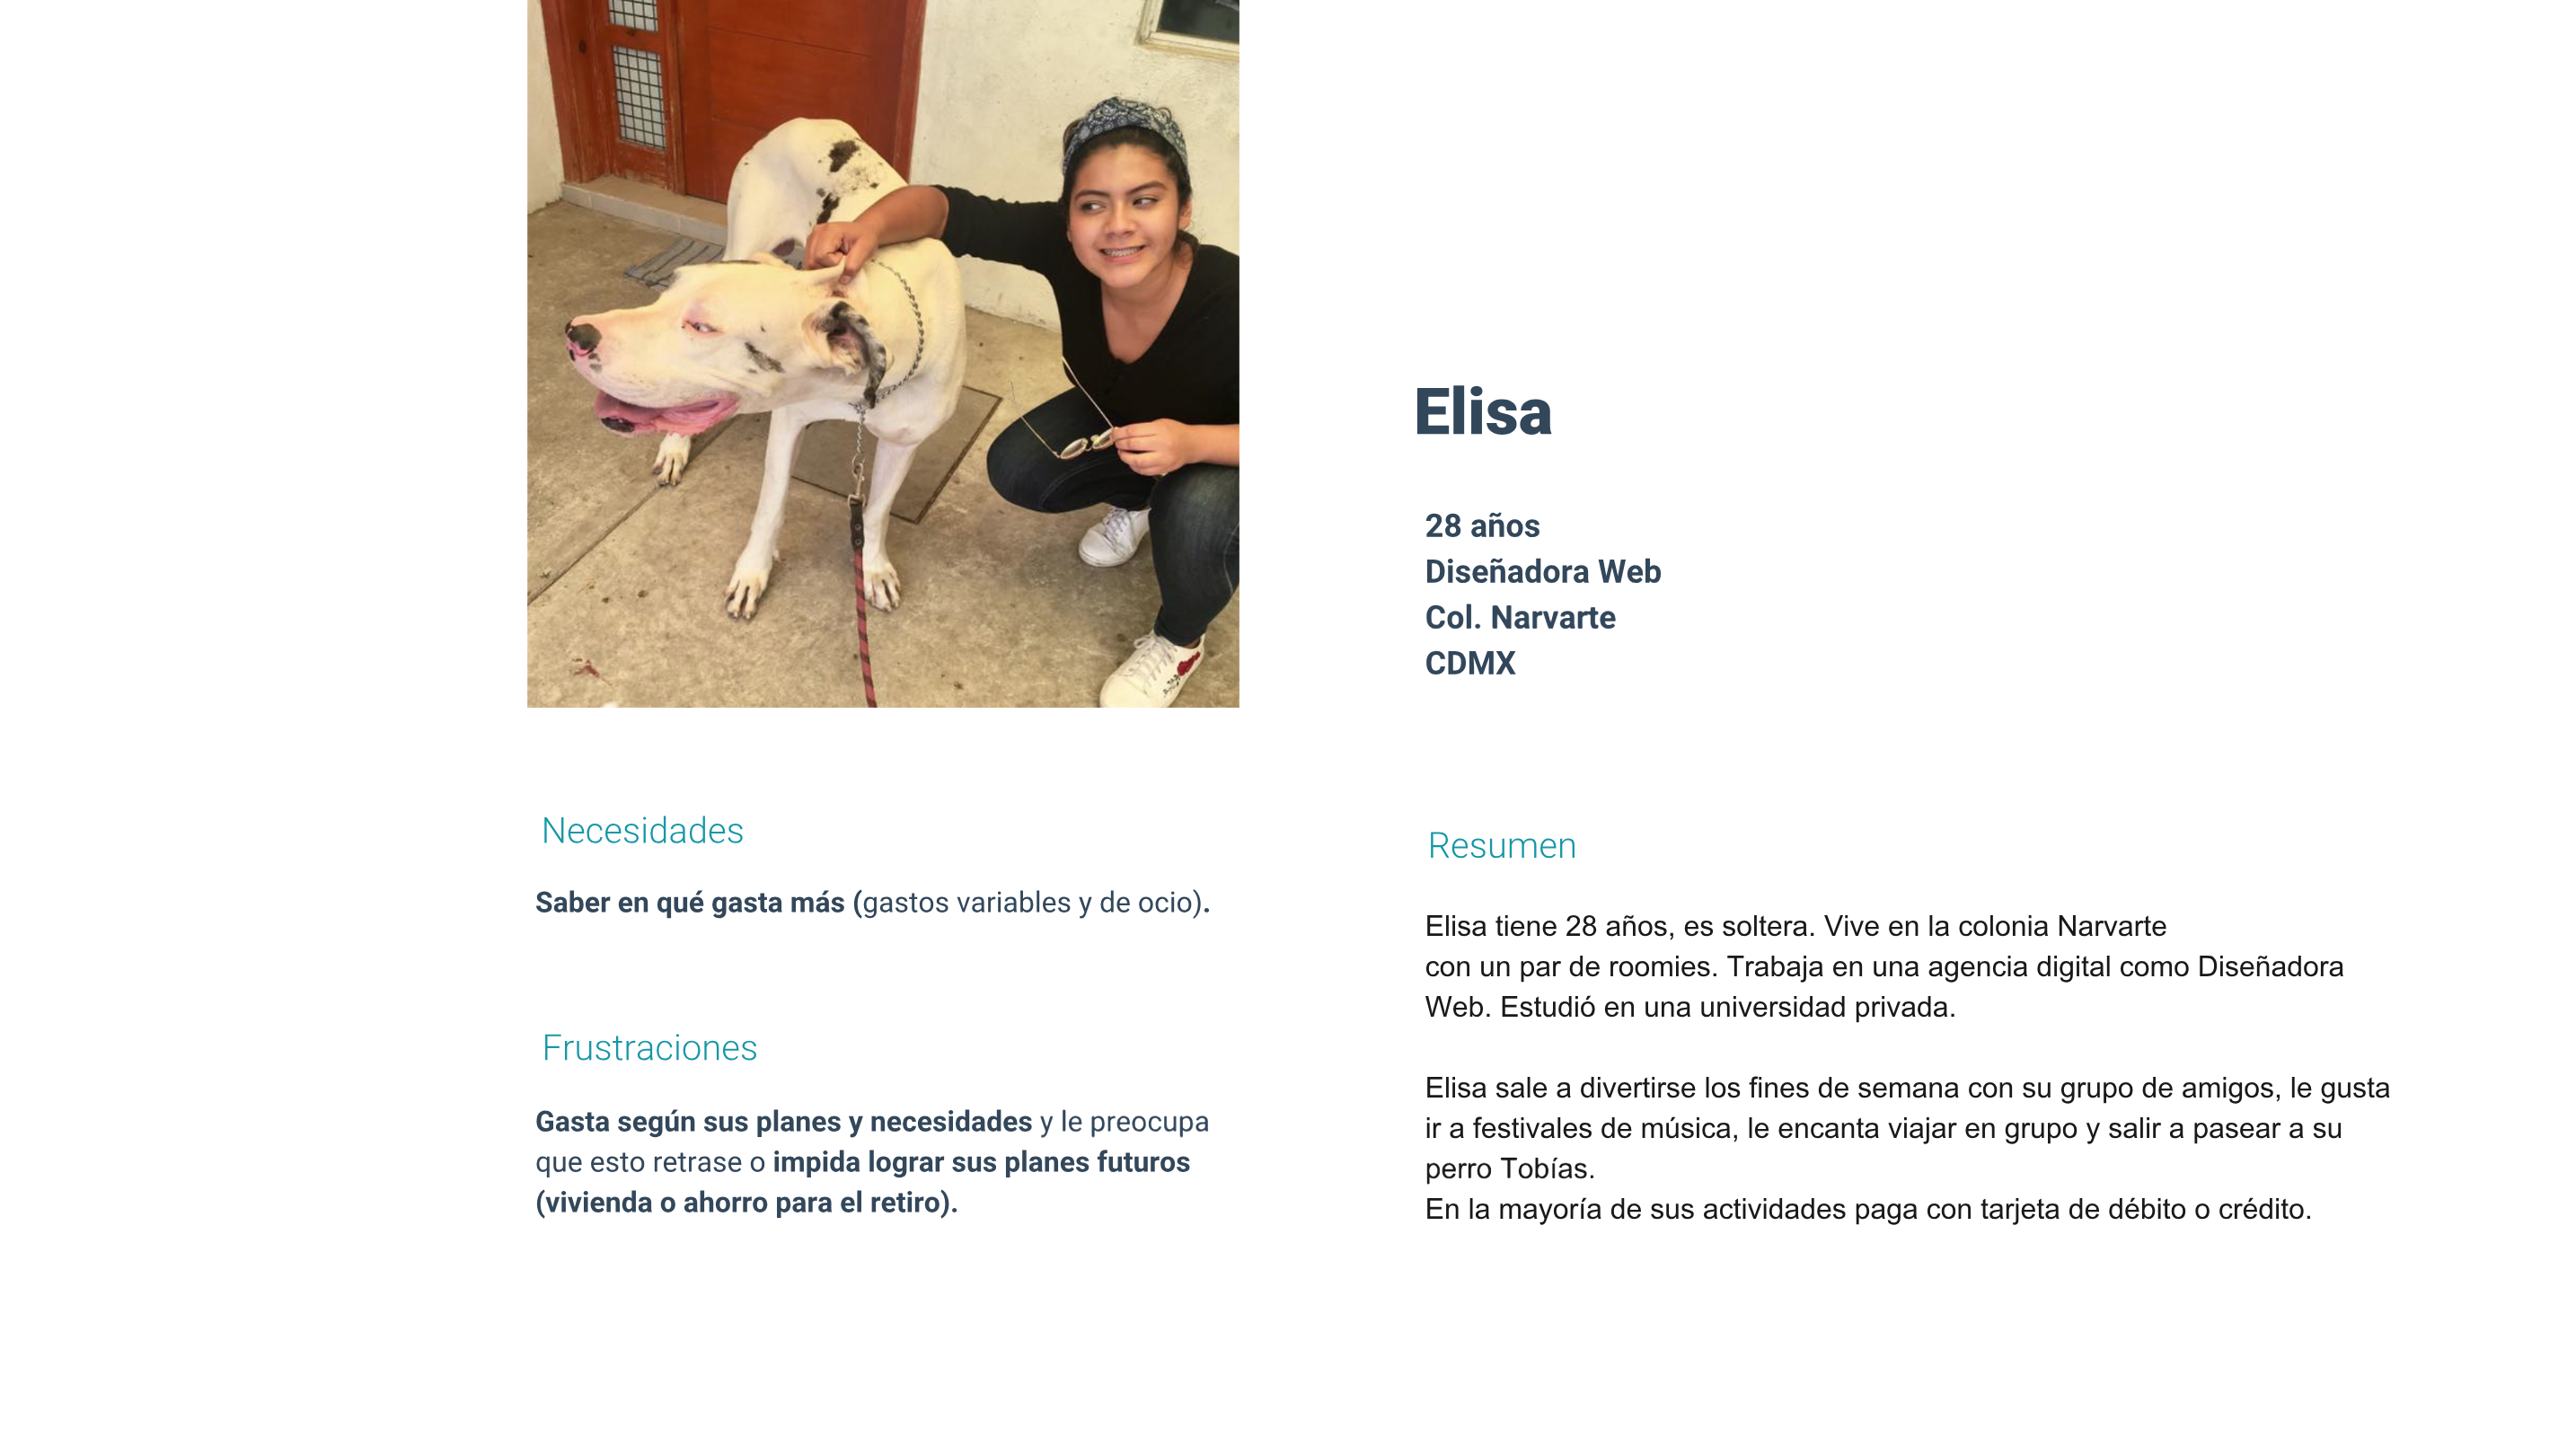 Elisa
28 años
Diseñadora Web
Col. Narvarte
CDMX
Necesidades
Saber en qué gasta más (gastos variables y de ocio).
Frustraciones
Gasta según sus planes y necesidades y le preocupa
que esto retrase o impida lograr sus planes futuros
(vivienda o ahorro para el retiro).
Resumen
Elisa tiene 28 años, es soltera. Vive en la colonia Narvarte
con un par de roomies. Trabaja en una agencia digital como Diseñadora
Web. Estudió en una universidad privada.
Elisa sale a divertirse los fines de semana con su grupo de amigos, le gusta
ir a festivales de música, le encanta viajar en grupo y salir a pasear a su
perro Tobías.
En la mayoría de sus actividades paga con tarjeta de débito o crédito.